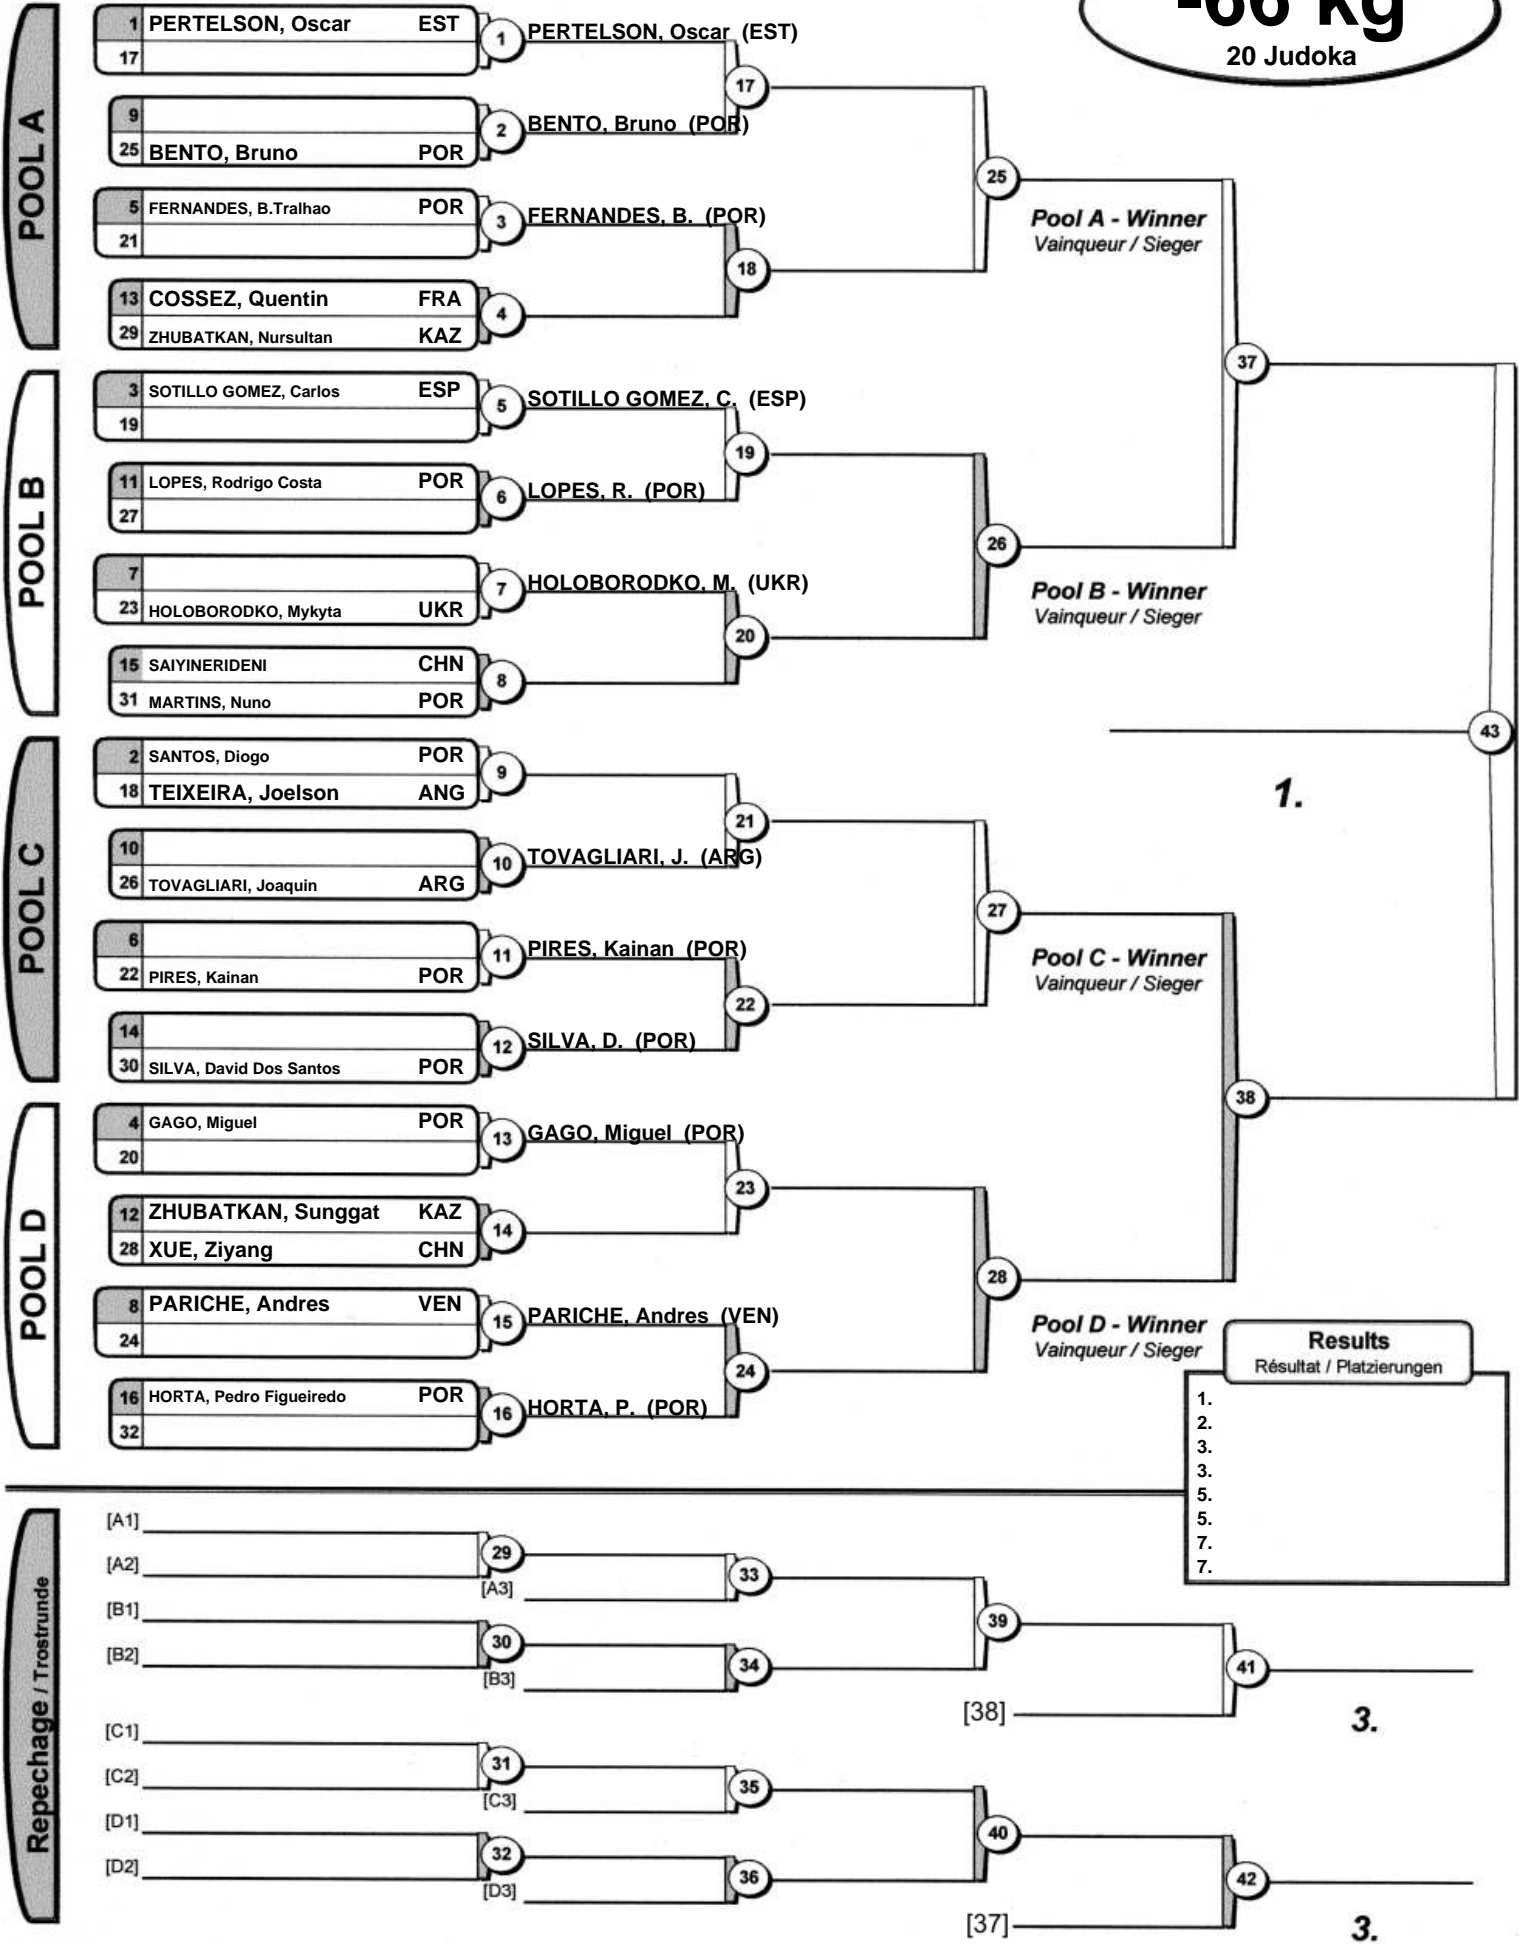 -66 kg
20 Judoka
POOL A
1 PERTELSON, Oscar EST
17
1 PERTELSON, Oscar (EST)
17
9
25 BENTO, Bruno POR
2 BENTO, Bruno (POR)
25
5 FERNANDES, B.Tralhao POR
21
3 FERNANDES, B. (POR)
Pool A - Winner
Vainqueur / Sieger
18
13 COSSEZ, Quentin FRA
29 ZHUBATKAN, Nursultan KAZ
4
37
POOL B
3 SOTILLO GOMEZ, Carlos ESP
19
5 SOTILLO GOMEZ, C. (ESP)
19
11 LOPES, Rodrigo Costa POR
27
6 LOPES, R. (POR)
26
7
23 HOLOBORODKO, Mykyta UKR
7 HOLOBORODKO, M. (UKR)
Pool B - Winner
Vainqueur / Sieger
20
15 SAIYINERIDENI CHN
31 MARTINS, Nuno POR
8
43
1.
POOL C
2 SANTOS, Diogo POR
18 TEIXEIRA, Joelson ANG
9
21
10
26 TOVAGLIARI, Joaquin ARG
10 TOVAGLIARI, J. (ARG)
27
6
22 PIRES, Kainan POR
11 PIRES, Kainan (POR)
Pool C - Winner
Vainqueur / Sieger
22
14
30 SILVA, David Dos Santos POR
12 SILVA, D. (POR)
38
POOL D
4 GAGO, Miguel POR
20
13 GAGO, Miguel (POR)
23
12 ZHUBATKAN, Sunggat KAZ
28 XUE, Ziyang CHN
14
28
8 PARICHE, Andres VEN
24
15 PARICHE, Andres (VEN)
Pool D - Winner
Vainqueur / Sieger
24
16 HORTA, Pedro Figueiredo POR
32
16 HORTA, P. (POR)
Results
Résultat / Platzierungen
1.
2.
3.
3.
5.
5.
7.
7.
Repechage / Trostrunde
[A1]
[A2]
29
[A3]
33
[B1]
[B2]
30
[B3]
34
39
[38]
41
3.
[C1]
[C2]
31
[C3]
35
[D1]
[D2]
32
[D3]
36
40
[37]
42
3.